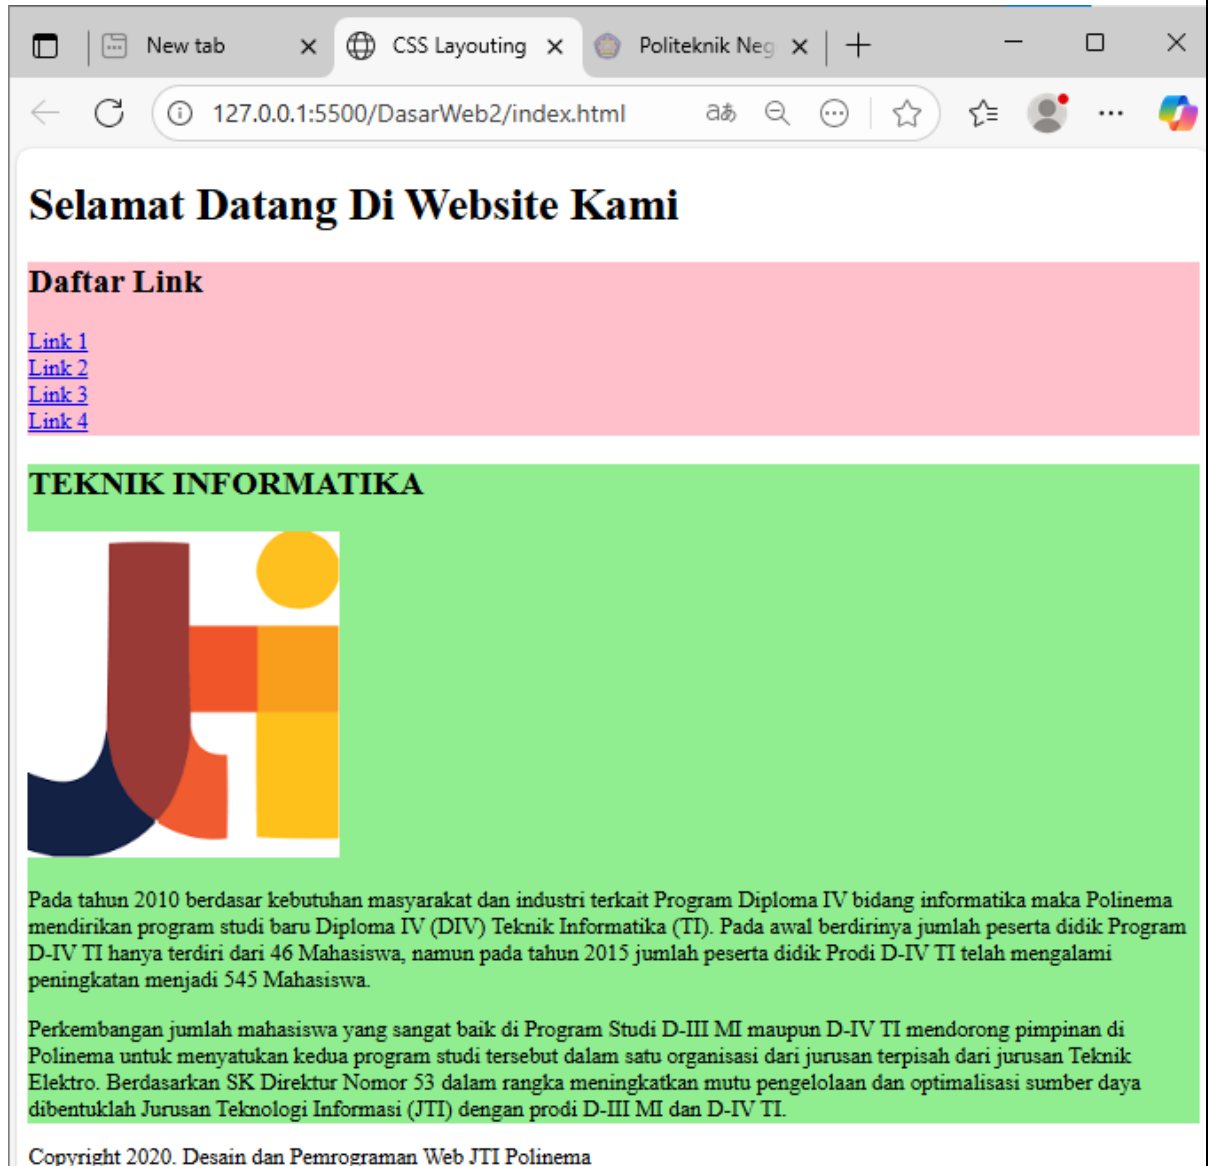 New tab
CSS Layouting
Politeknik Neg
127.0.0.1:5500/DasarWeb2/index.html
aあ
Selamat Datang Di Website Kami
Daftar Link
Link 1
Link 2
Link 3
Link 4
TEKNIK INFORMATIKA
Jti
Pada tahun 2010 berdasar kebutuhan masyarakat dan industri terkait Program Diploma IV bidang informatika maka Polinema
mendirikan program studi baru Diploma IV (DIV) Teknik Informatika (TI). Pada awal berdirinya jumlah peserta didik Program
D-IV TI hanya terdiri dari 46 Mahasiswa, namun pada tahun 2015 jumlah peserta didik Prodi D-IV TI telah mengalami
peningkatan menjadi 545 Mahasiswa.
Perkembangan jumlah mahasiswa yang sangat baik di Program Studi D-III MI maupun D-IV TI mendorong pimpinan di
Polinema untuk menyatukan kedua program studi tersebut dalam satu organisasi dari jurusan terpisah dari jurusan Teknik
Elektro. Berdasarkan SK Direktur Nomor 53 dalam rangka meningkatkan mutu pengelolaan dan optimalisasi sumber daya
dibentuklah Jurusan Teknologi Informasi (JTI) dengan prodi D-III MI dan D-IV TI.
Copyright 2020. Desain dan Pemrograman Web JTI Polinema